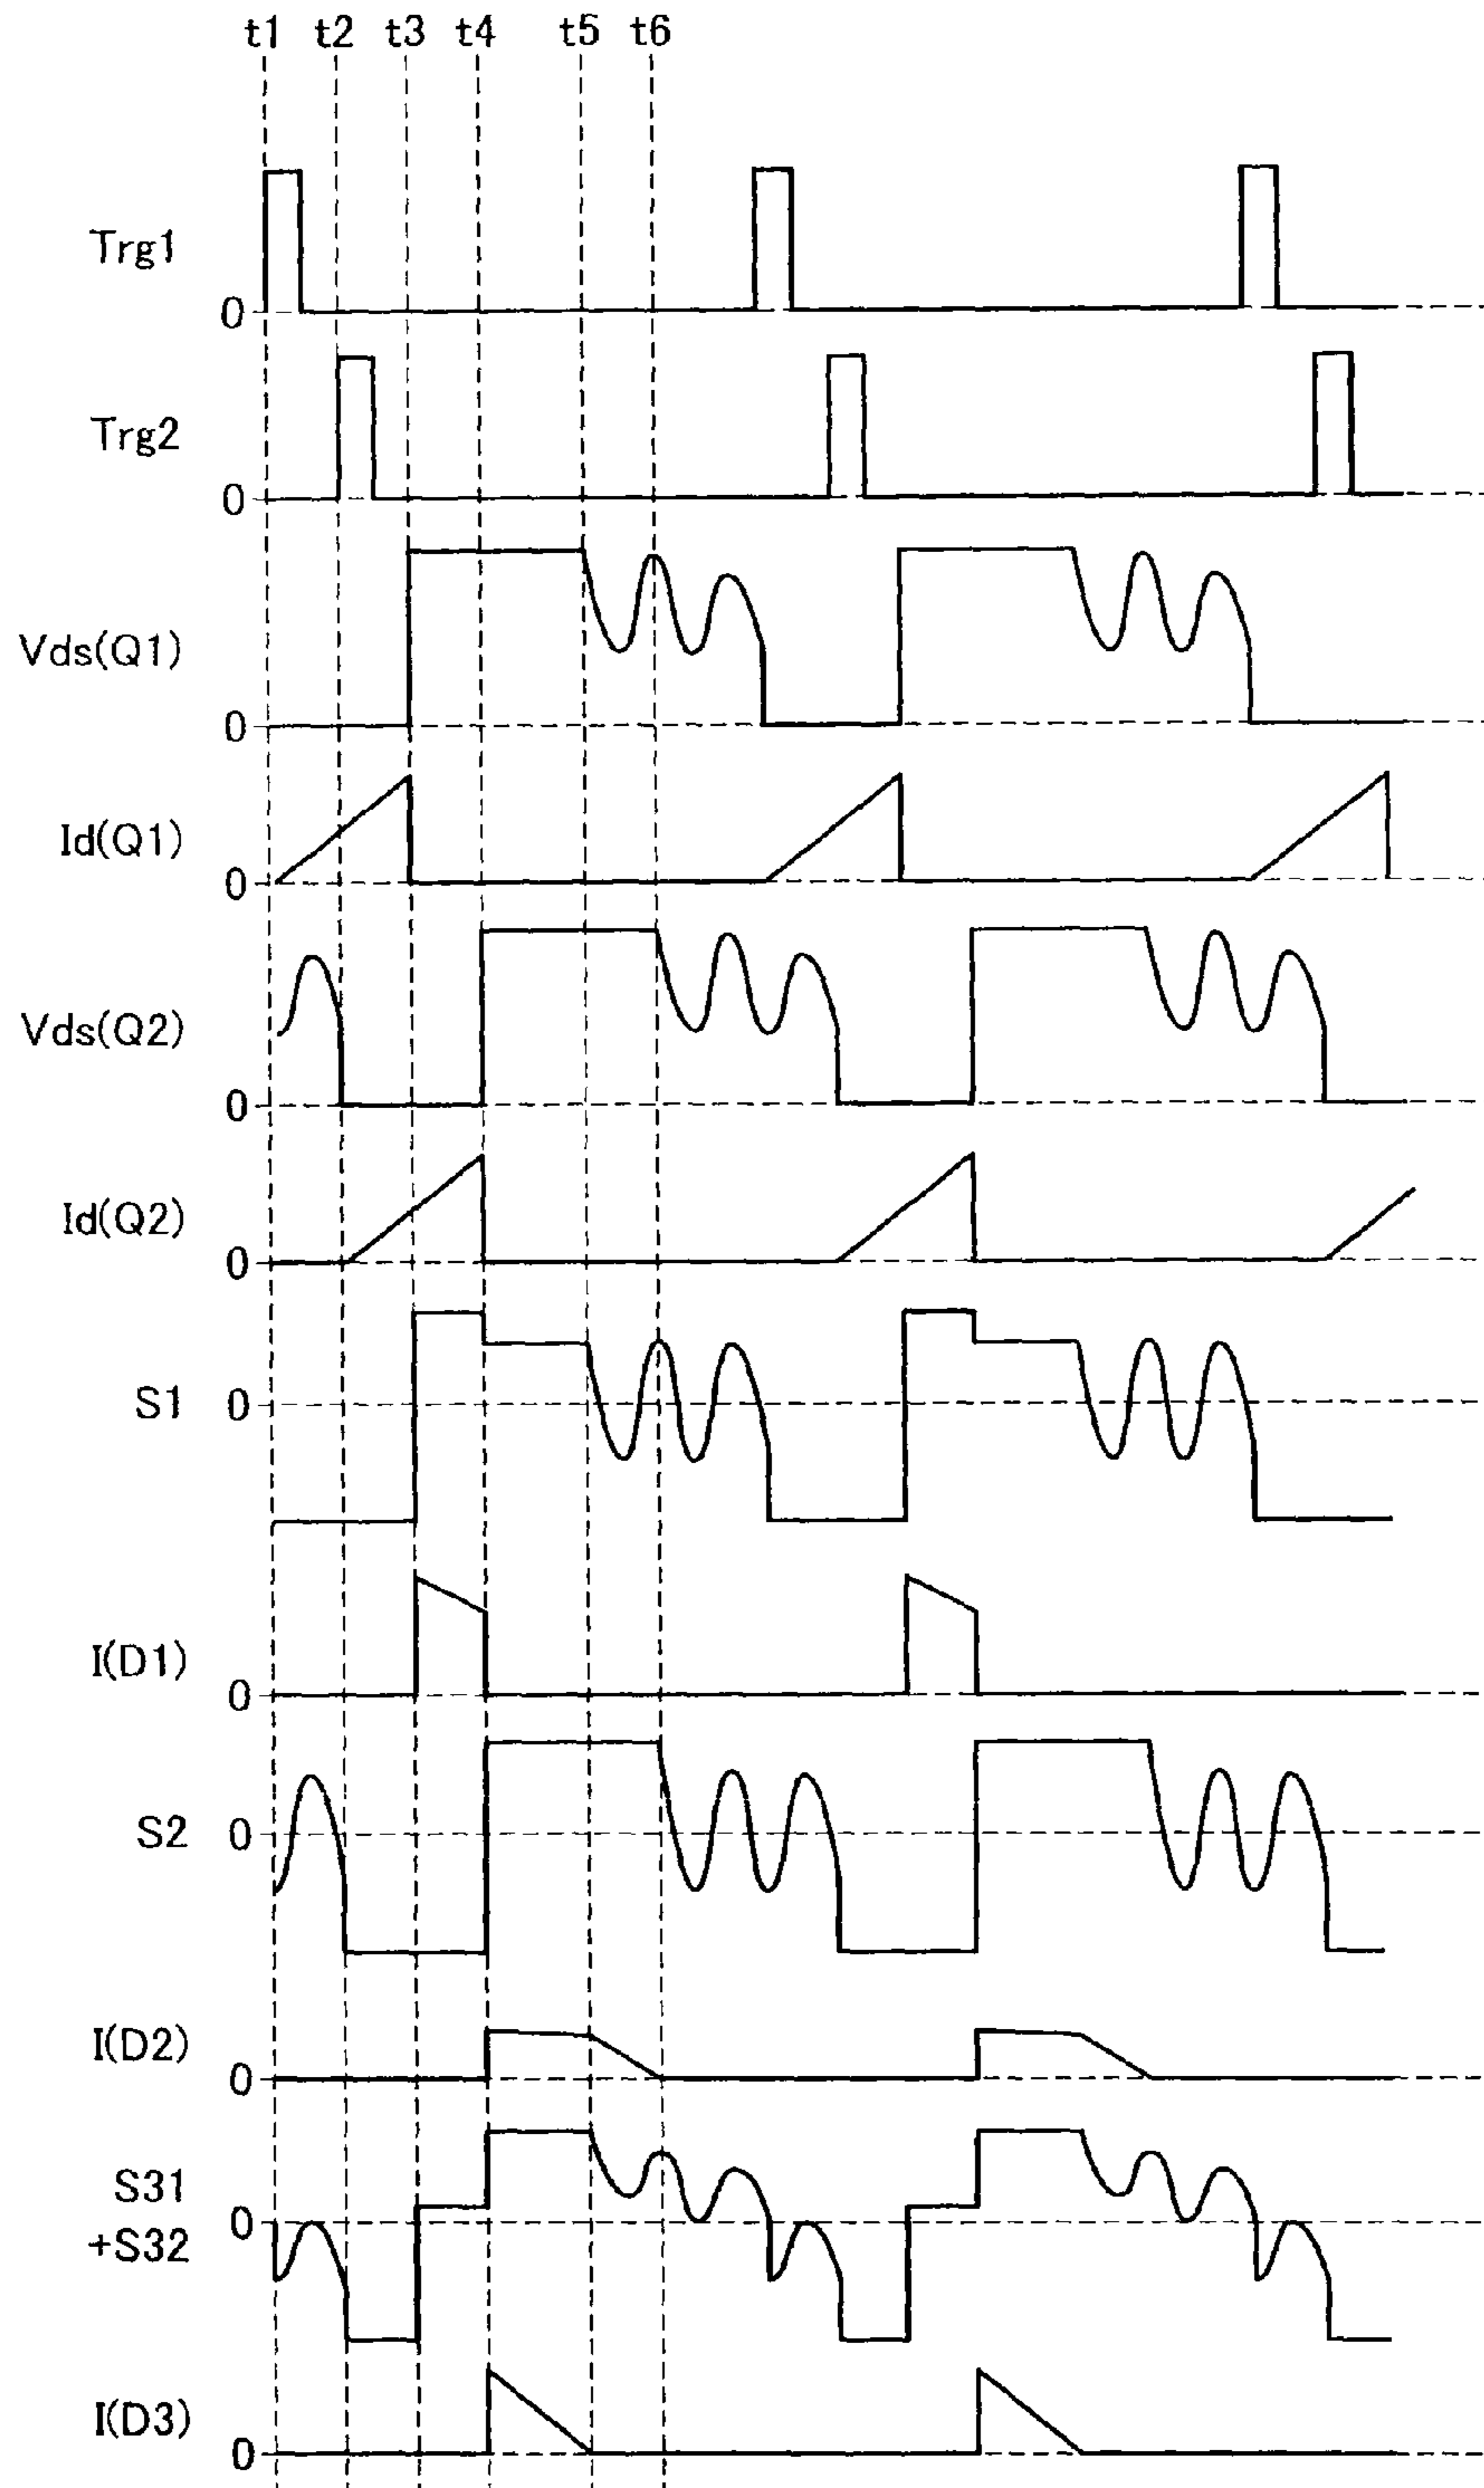 t1 t2 t3 t4 t5 t6
Trg1
0
Trg2
0
Vds(Q1)
0
Id(Q1)
0
Vds(Q2)
0
Id(Q2)
0
S1 0
I(D1)
0
S2 0
I(D2)
0
S31
0
+S32
I(D3)
0